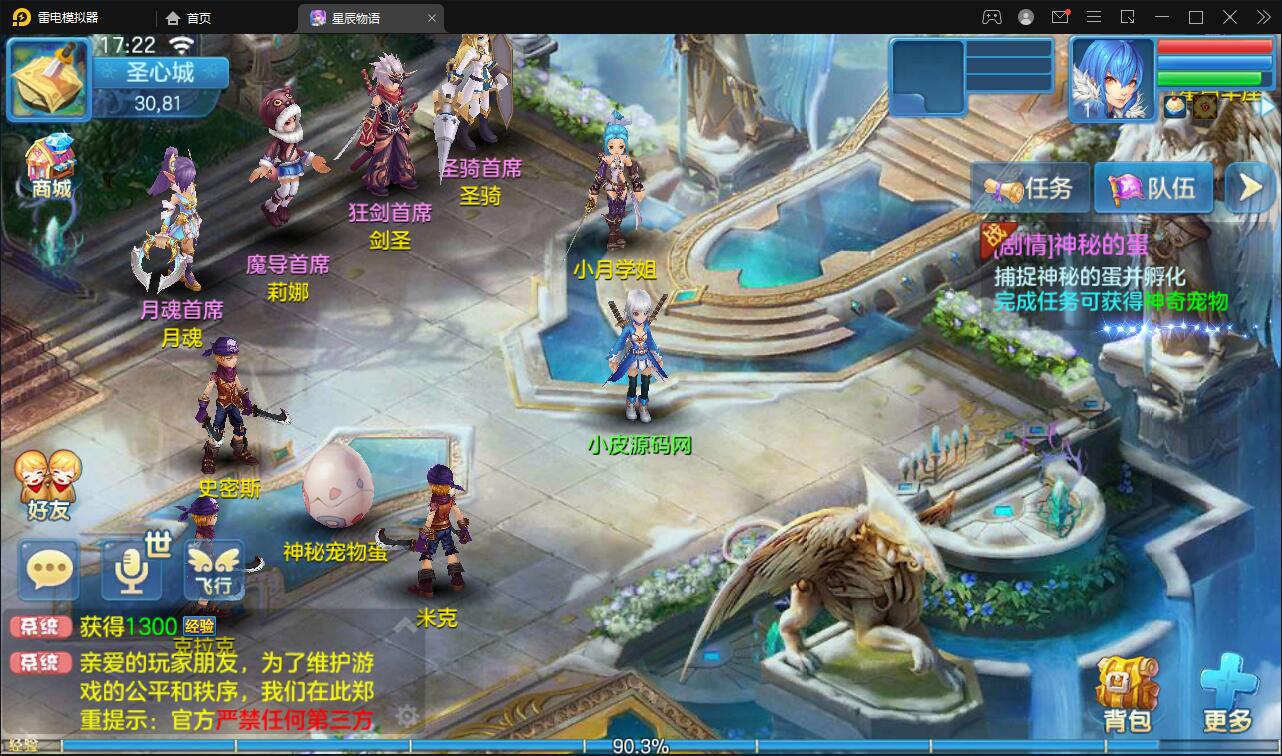 雷电模拟器
首页
星辰物语
17:22
圣心城
30,81
商城
1
任务
队伍
战
[剧情]神秘的蛋
捕捉神秘的蛋并孵化
完成任务可获得神奇宠物
圣骑首席
圣骑
狂剑首席
剑圣
魔导首席
莉娜
月魂首席
月魂
小月学姐
小皮源码网
史密斯
神秘宠物蛋
米克
克拉克
好友
世
飞行
系统 获得1300 经验
系统 亲爱的玩家朋友，为了维护游
戏的公平和秩序，我们在此郑
重提示：官方严禁任何第三方
背包
更多
经验
90.3%